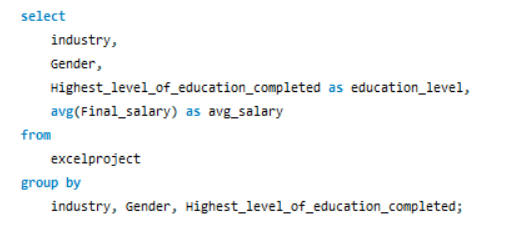 select
industry,
Gender,
Highest_level_of_education_completed as education_level,
avg(Final_salary) as avg_salary
from
excelproject
group by
industry, Gender, Highest_level_of_education_completed;